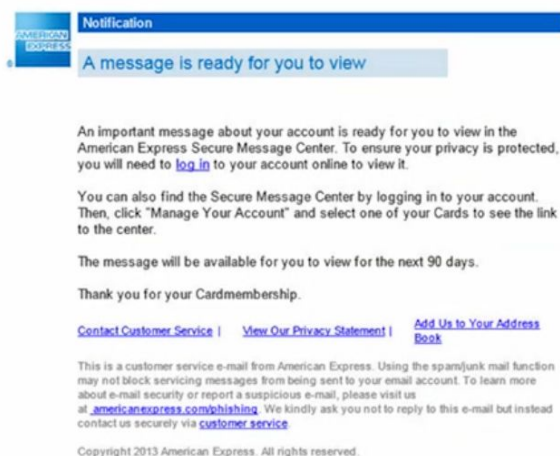 AMERICAN
EXPRESS
®
Notification
A message is ready for you to view
An important message about your account is ready for you to view in the
American Express Secure Message Center. To ensure your privacy is protected,
you will need to log in to your account online to view it.
You can also find the Secure Message Center by logging in to your account.
Then, click "Manage Your Account" and select one of your Cards to see the link
to the center.
The message will be available for you to view for the next 90 days.
Thank you for your Cardmembership.
Contact Customer Service | View Our Privacy Statement | Add Us to Your Address
Book
This is a customer service e-mail from American Express. Using the spam/junk mail function
may not block servicing messages from being sent to your email account. To learn more
about e-mail security or report a suspicious e-mail, please visit us
at americanexpress.com/phishing. We kindly ask you not to reply to this e-mail but instead
contact us securely via customer service.
Copyright 2013 American Express. All rights reserved.